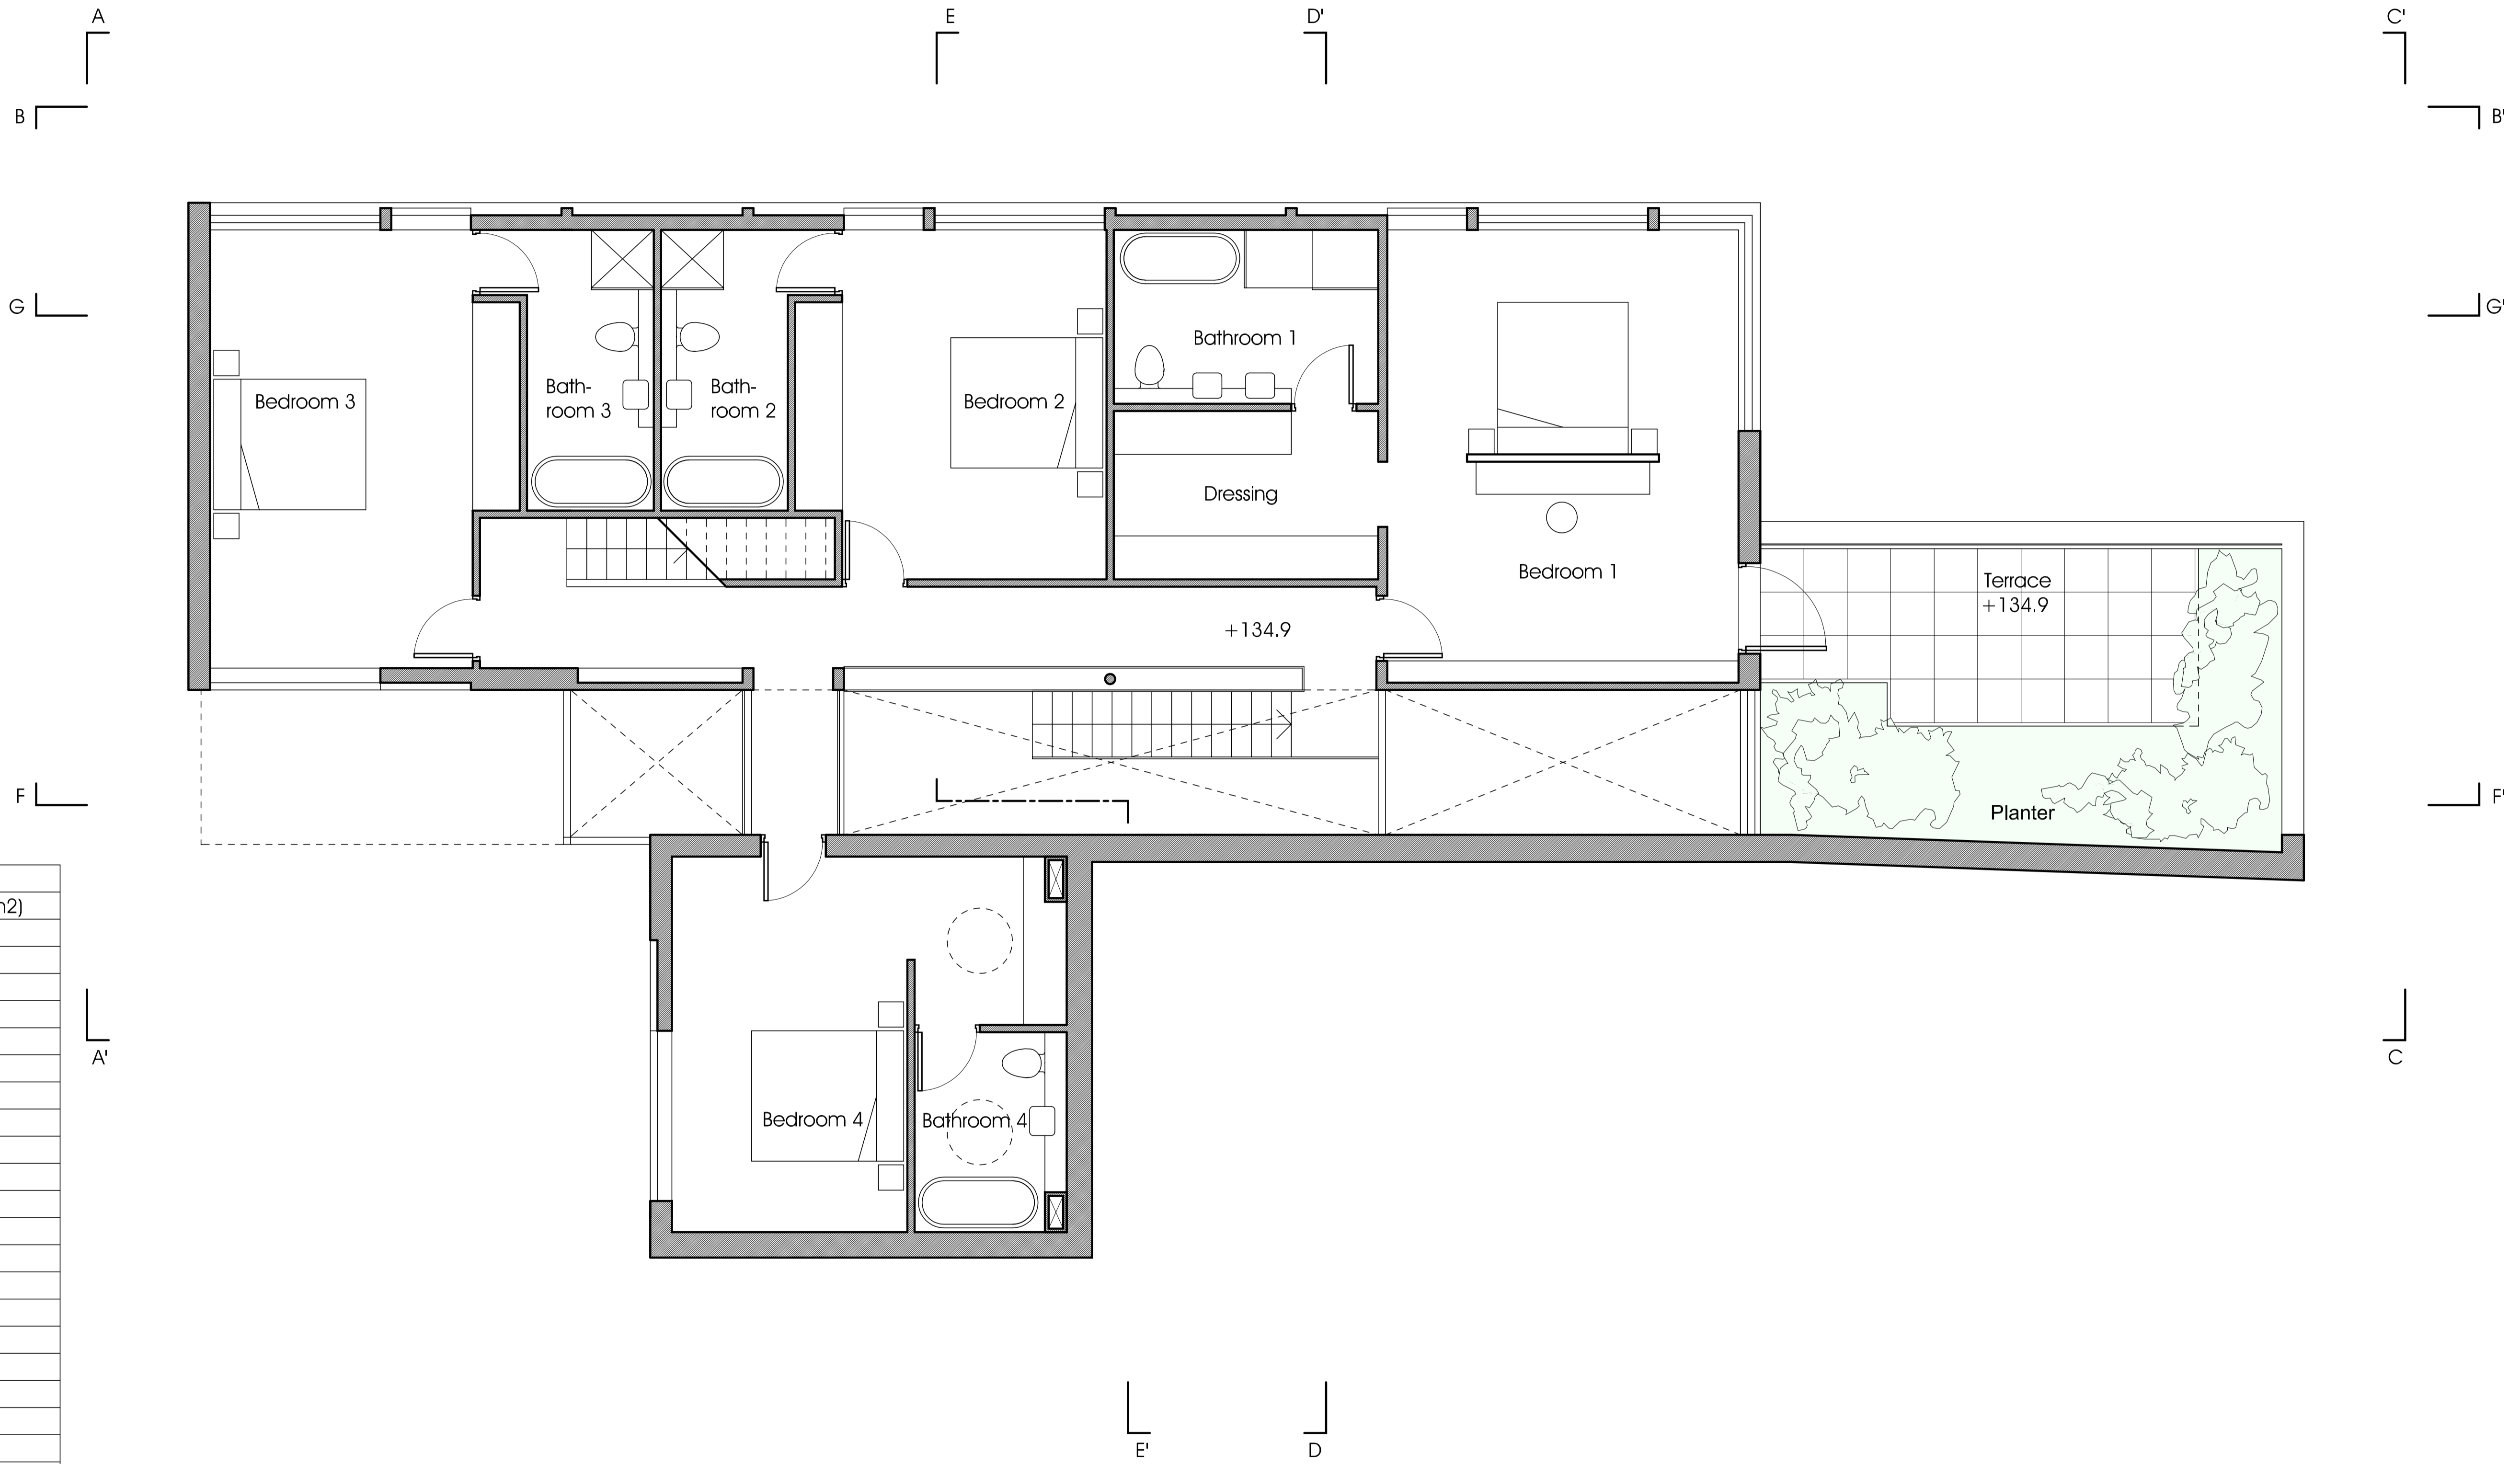 A
E
D'
C'
B
B'
G
G'
Bathroom 1
Bath-
room 3
Bath-
room 2
Bedroom 3
Bedroom 2
Dressing
Bedroom 1
Terrace
+134.9
+134.9
F
F'
Planter
m2)
A'
C
Bedroom 4
Bathroom 4
E'
D